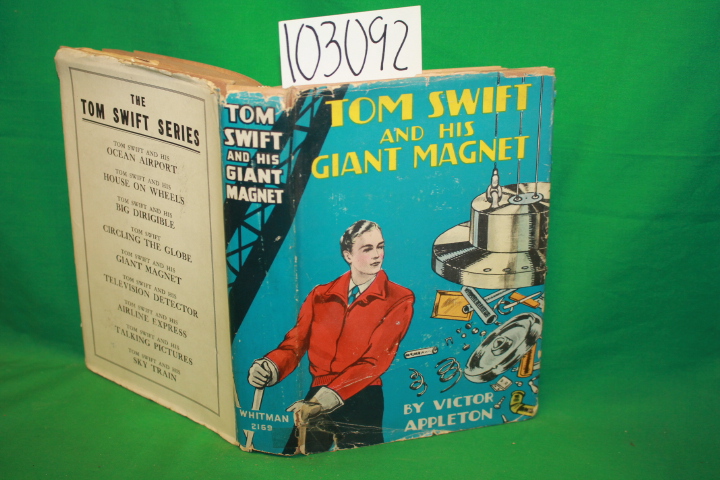 103092
THE
TOM SWIFT SERIES
TOM SWIFT AND HIS
OCEAN AIRPORT
TOM SWIFT AND HIS
HOUSE ON WHEELS
TOM SWIFT AND HIS
BIG DIRIGIBLE
TOM SWIFT
CIRCLING THE GLOBE
TOM SWIFT AND HIS
GIANT MAGNET
TOM SWIFT AND HIS
TELEVISION DETECTOR
TOM SWIFT AND HIS
AIRLINE EXPRESS
TOM SWIFT AND HIS
TALKING PICTURES
TOM SWIFT AND HIS
SKY TRAIN
TOM
SWIFT
AND HIS
GIANT
MAGNET
WHITMAN
2169
TOM SWIFT
AND HIS
GIANT MAGNET
BY VICTOR
APPLETON